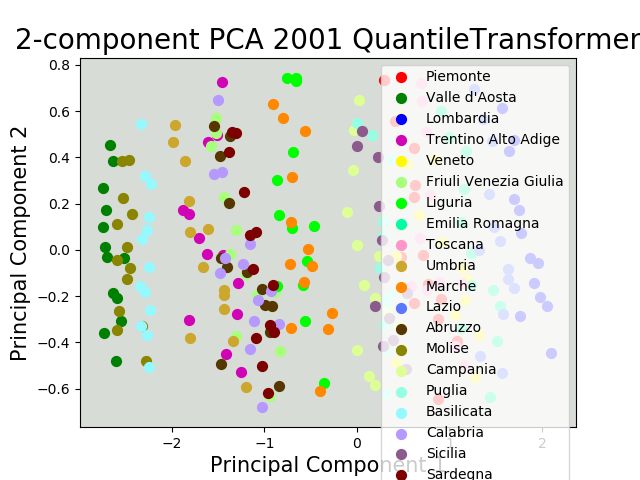 2-component PCA 2001 QuantileTransformer
Principal Component 2
0.8
0.6
0.4
0.2
0.0
−0.2
−0.4
−0.6
−2
−1
0
1
2
Principal Component 1
Piemonte
Valle d'Aosta
Lombardia
Trentino Alto Adige
Veneto
Friuli Venezia Giulia
Liguria
Emilia Romagna
Toscana
Umbria
Marche
Lazio
Abruzzo
Molise
Campania
Puglia
Basilicata
Calabria
Sicilia
Sardegna